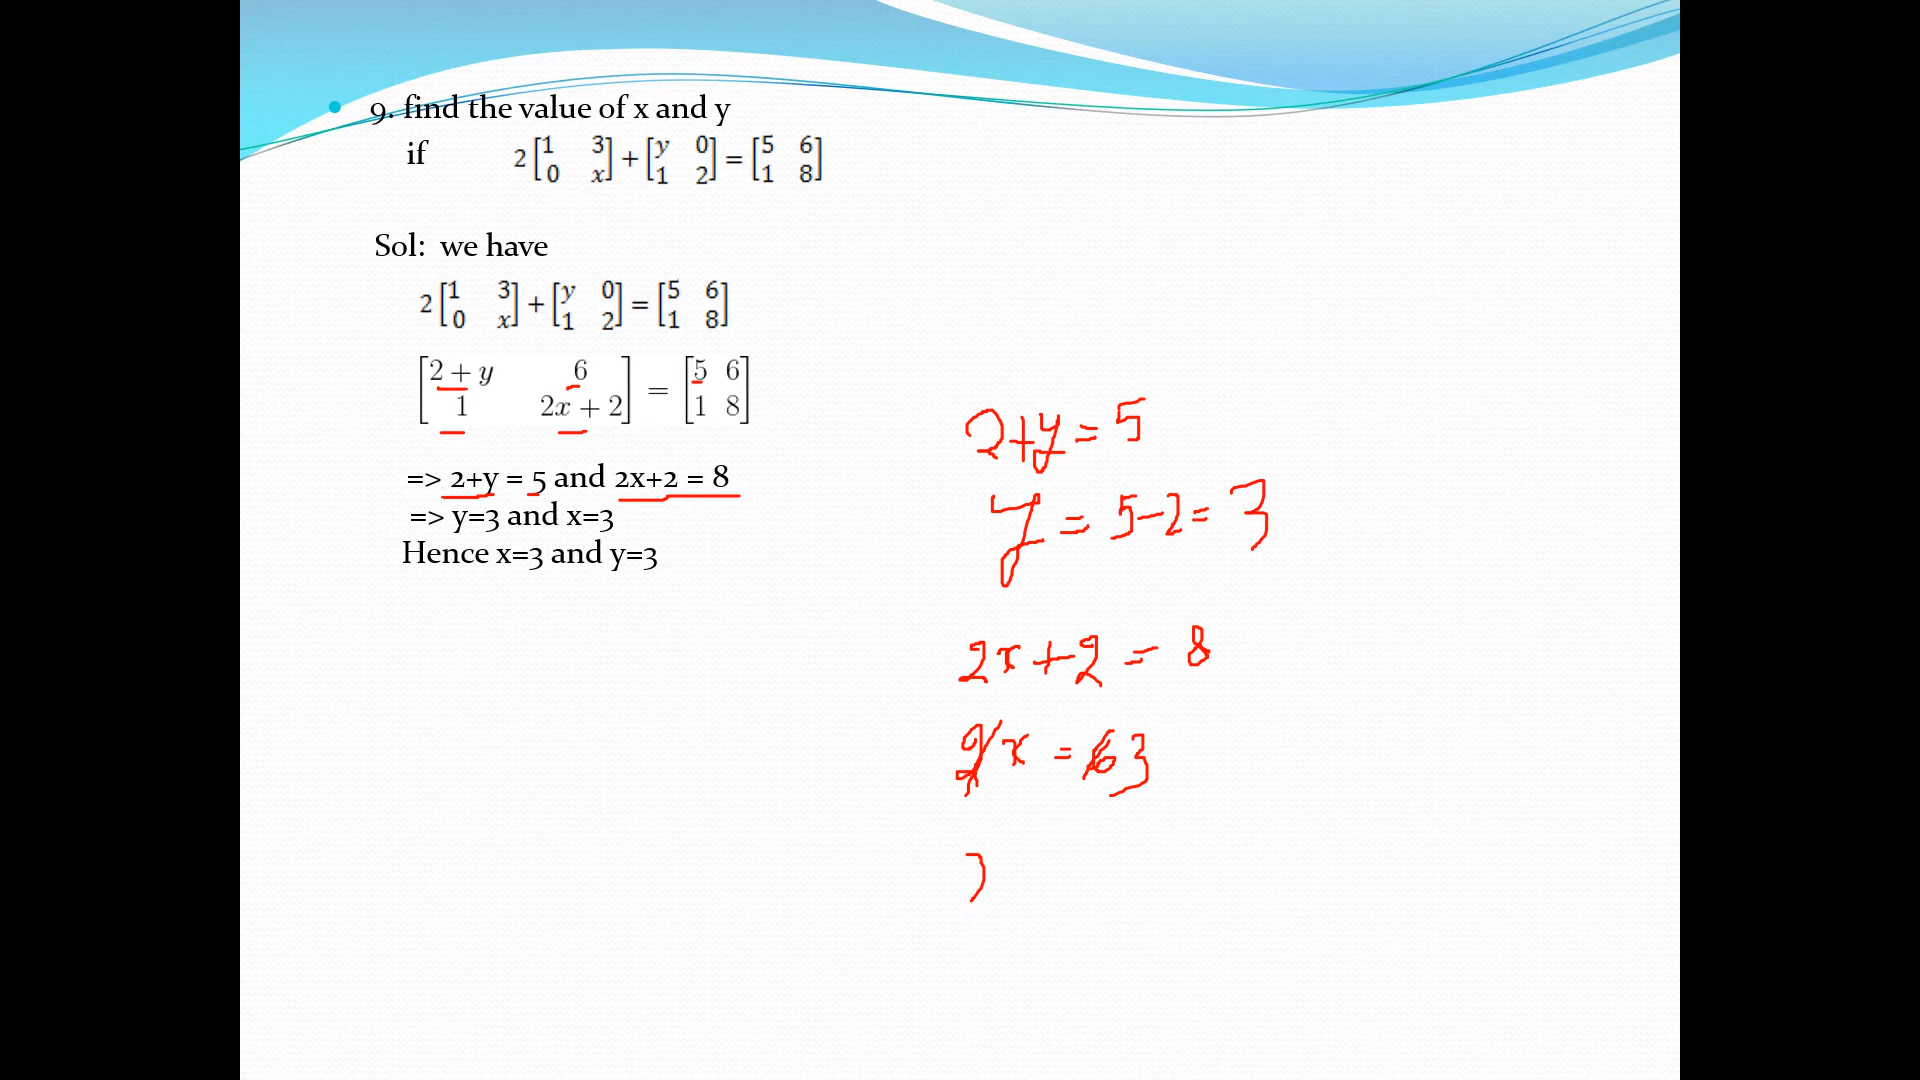 • 9. find the value of x and y
if 2 [1 3 0 x] + [y 0 1 2] = [5 6 1 8]
Sol: we have
2 [1 3 0 x] + [y 0 1 2] = [5 6 1 8]
[2 + y 6 1 2x + 2] = [5 6 1 8]
=> 2+y = 5 and 2x+2 = 8
=> y=3 and x=3
Hence x=3 and y=3
2+y = 5
y = 5-2 = 3
2x+2 = 8
2x = 6 3